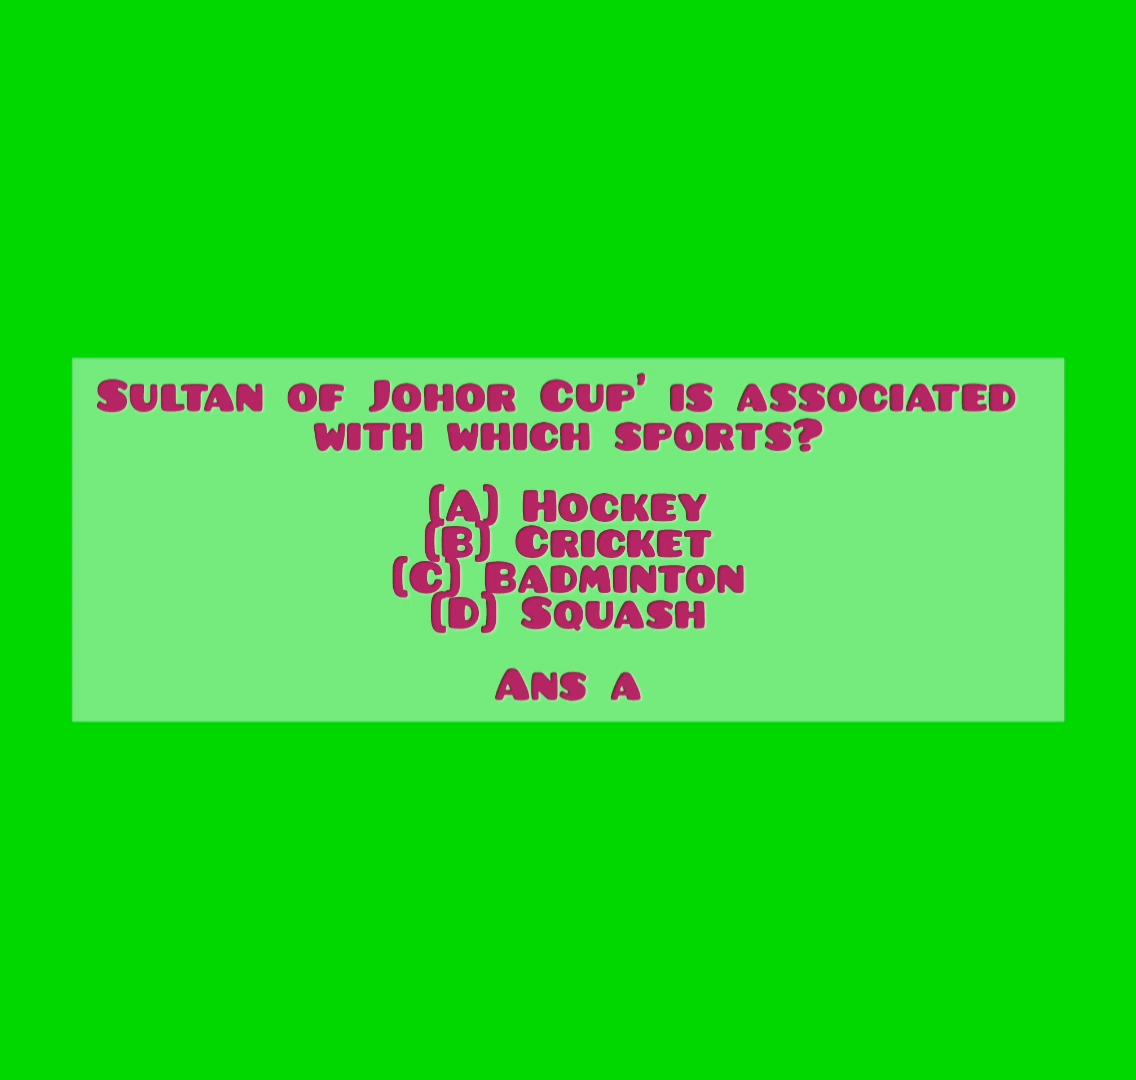 Sultan of Johor Cup' is associated
with which sports?
(A) Hockey
(B) Cricket
(C) Badminton
(D) Squash
Ans a